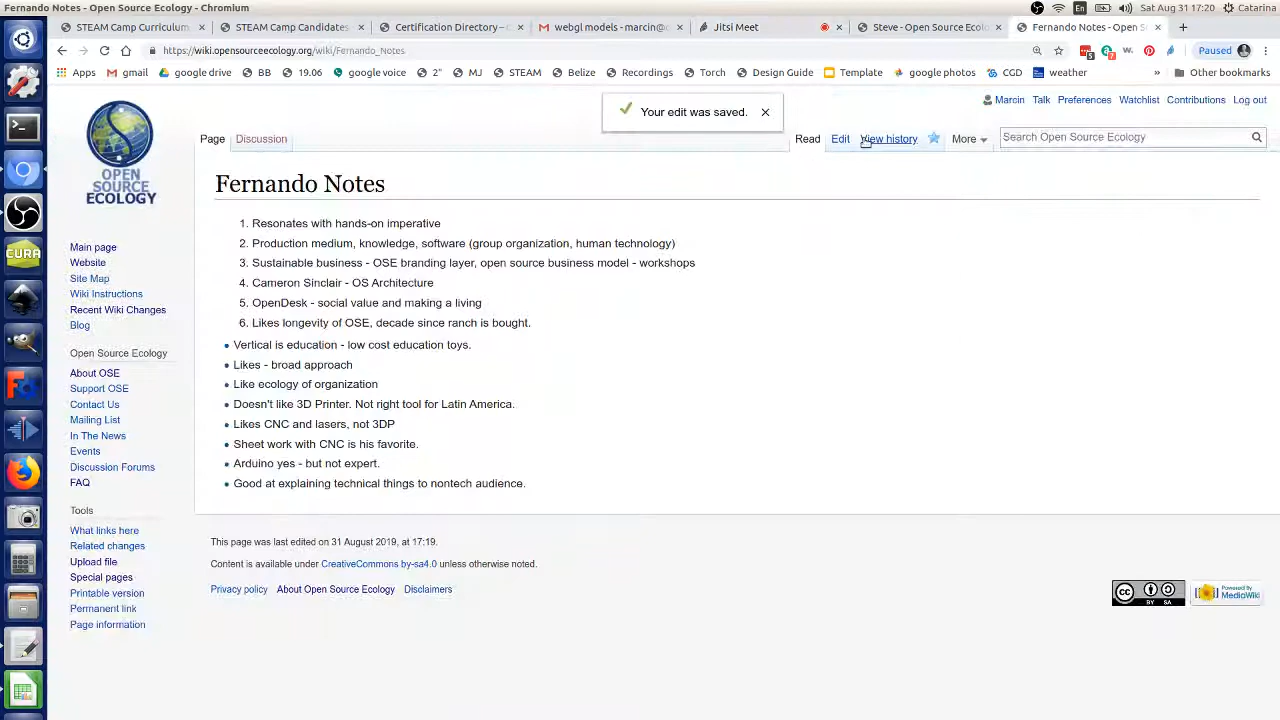 Fernando Notes - Open Source Ecology - Chromium
En
Sat Aug 31 17:20
Catarina
STEAM Camp Curriculum
STEAM Camp Candidates
Certification Directory
webgl models - marcin@
Jitsi Meet
Steve - Open Source Ecolo
Fernando Notes - Open S
https://wiki.opensourceecology.org/wiki/Fernando_Notes
Paused
Apps
gmail
google drive
BB
19.06
google voice
2"
MJ
STEAM
Belize
Recordings
Torch
Design Guide
Template
google photos
CGD
weather
»
Other bookmarks
OPEN
SOURCE
ECOLOGY
Your edit was saved.
Marcin Talk Preferences Watchlist Contributions Log out
Page Discussion
Read Edit View history More
Search Open Source Ecology
Fernando Notes
1. Resonates with hands-on imperative
2. Production medium, knowledge, software (group organization, human technology)
3. Sustainable business - OSE branding layer, open source business model - workshops
4. Cameron Sinclair - OS Architecture
5. OpenDesk - social value and making a living
6. Likes longevity of OSE, decade since ranch is bought.
• Vertical is education - low cost education toys.
• Likes - broad approach
• Like ecology of organization
• Doesn't like 3D Printer. Not right tool for Latin America.
• Likes CNC and lasers, not 3DP
• Sheet work with CNC is his favorite.
• Arduino yes - but not expert.
• Good at explaining technical things to nontech audience.
Main page
Website
Site Map
Wiki Instructions
Recent Wiki Changes
Blog
Open Source Ecology
About OSE
Support OSE
Contact Us
Mailing List
In The News
Events
Discussion Forums
FAQ
Tools
What links here
Related changes
Upload file
Special pages
Printable version
Permanent link
Page information
This page was last edited on 31 August 2019, at 17:19.
Content is available under CreativeCommons by-sa4.0 unless otherwise noted.
Privacy policy About Open Source Ecology Disclaimers
CC BY SA
Powered By
MediaWiki
CURA